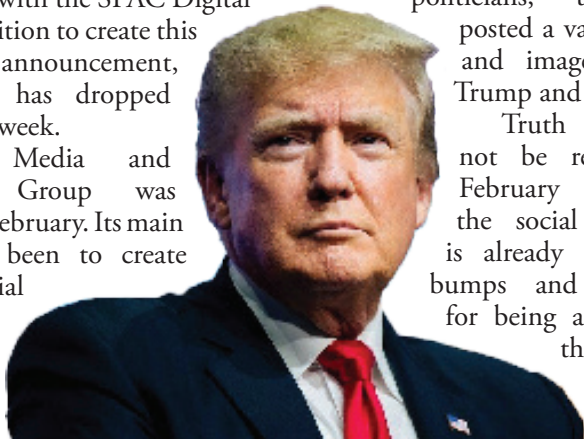 with the SPAC Digital
ition to create this
announcement,
has dropped
week.
Media and
Group was
ebruary. Its main
been to create
ial
politicians,
posted a va
and image
Trump and
Truth
not be re
February
the social
is already
bumps and
for being a
th